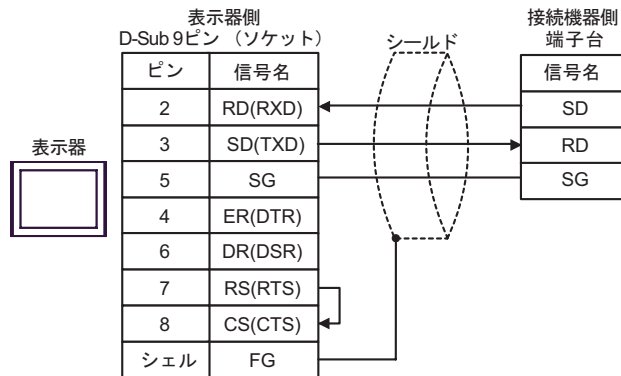 表示器側
D-Sub 9ピン （ソケット）
シールド
接続機器側
端子台
表示器
ピン 信号名
2 RD(RXD)
3 SD(TXD)
5 SG
4 ER(DTR)
6 DR(DSR)
7 RS(RTS)
8 CS(CTS)
シェル FG
信号名
SD
RD
SG